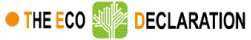 THE ECO DECLARATION